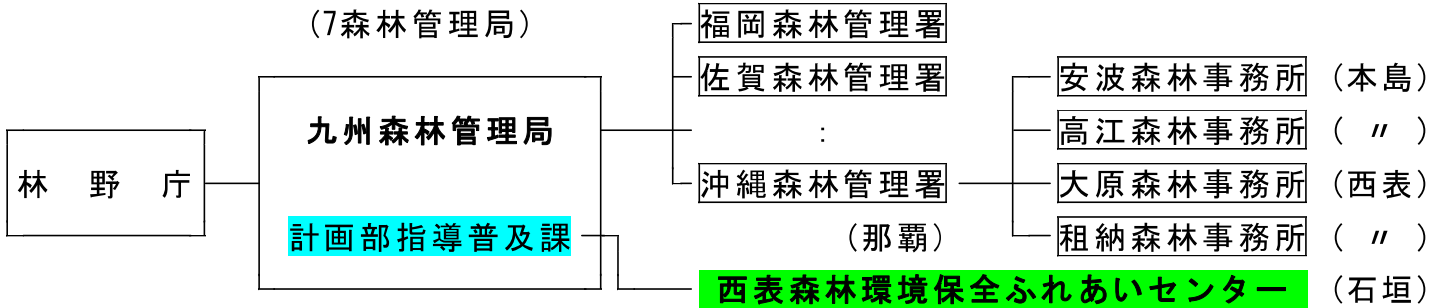 (7森林管理局)
福岡森林管理署
佐賀森林管理署
安波森林事務所 (本島)
九州森林管理局
:
高江森林事務所 ( 〃 )
林 野 庁
沖縄森林管理署
大原森林事務所 (西表)
計画部指導普及課
(那覇)
租納森林事務所 ( 〃 )
西表森林環境保全ふれあいセンター (石垣)